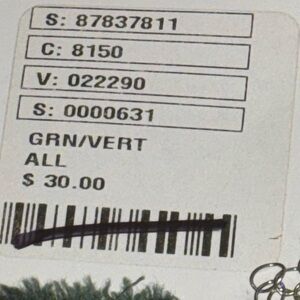 S: 87837811
C: 8150
V: 022290
S: 0000631
GRN/VERT
ALL
$ 30.00